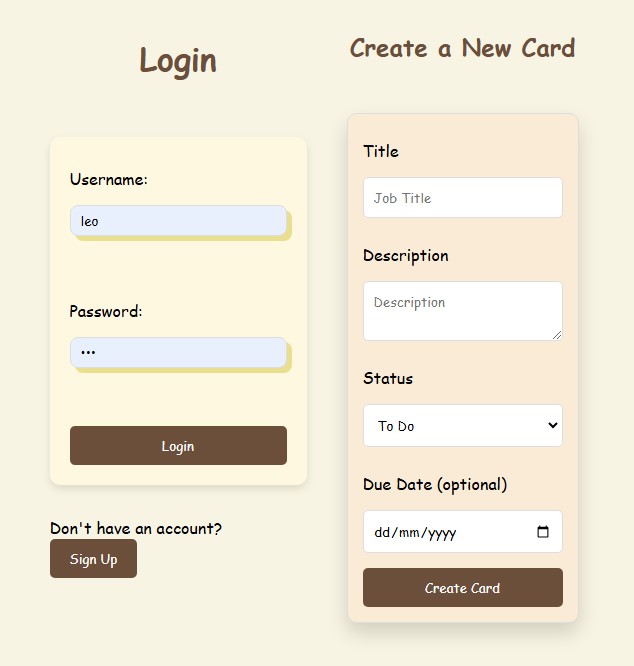 Login
Username:
leo
Password:
•••
Login
Don't have an account?
Sign Up
Create a New Card
Title
Job Title
Description
Description
Status
To Do
Due Date (optional)
dd/mm/yyyy
Create Card